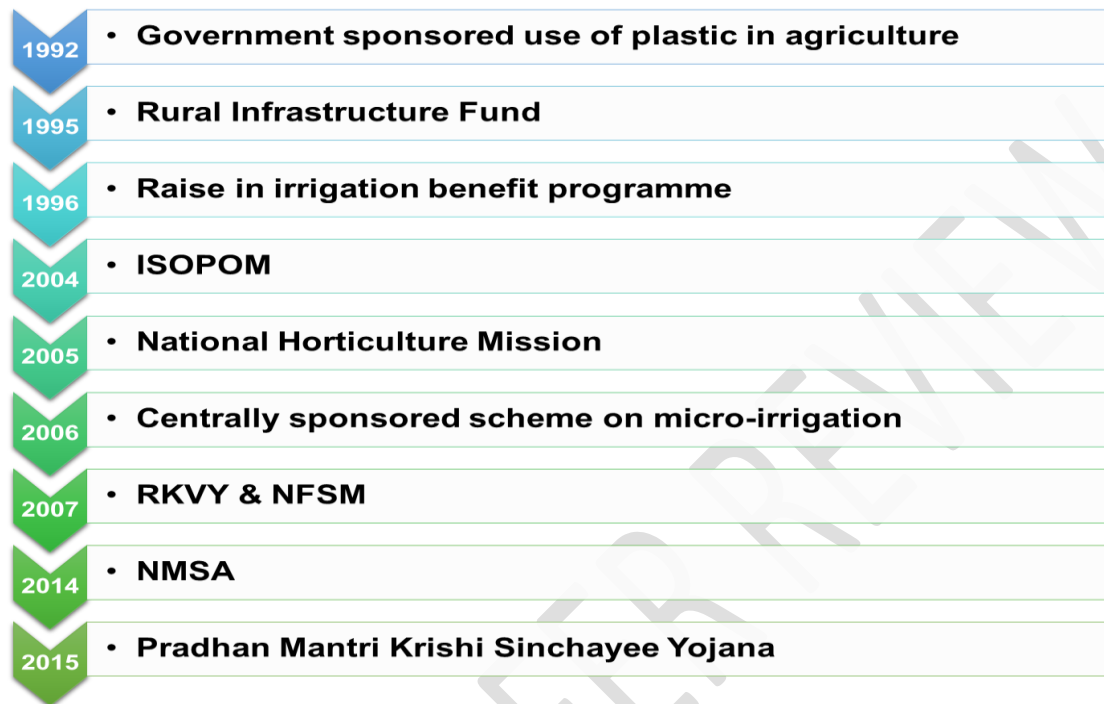 1992
• Government sponsored use of plastic in agriculture
1995
• Rural Infrastructure Fund
1996
• Raise in irrigation benefit programme
2004
• ISOPOM
2005
• National Horticulture Mission
2006
• Centrally sponsored scheme on micro-irrigation
2007
• RKVY & NFSM
2014
• NMSA
2015
• Pradhan Mantri Krishi Sinchayee Yojana
EER REVIEW